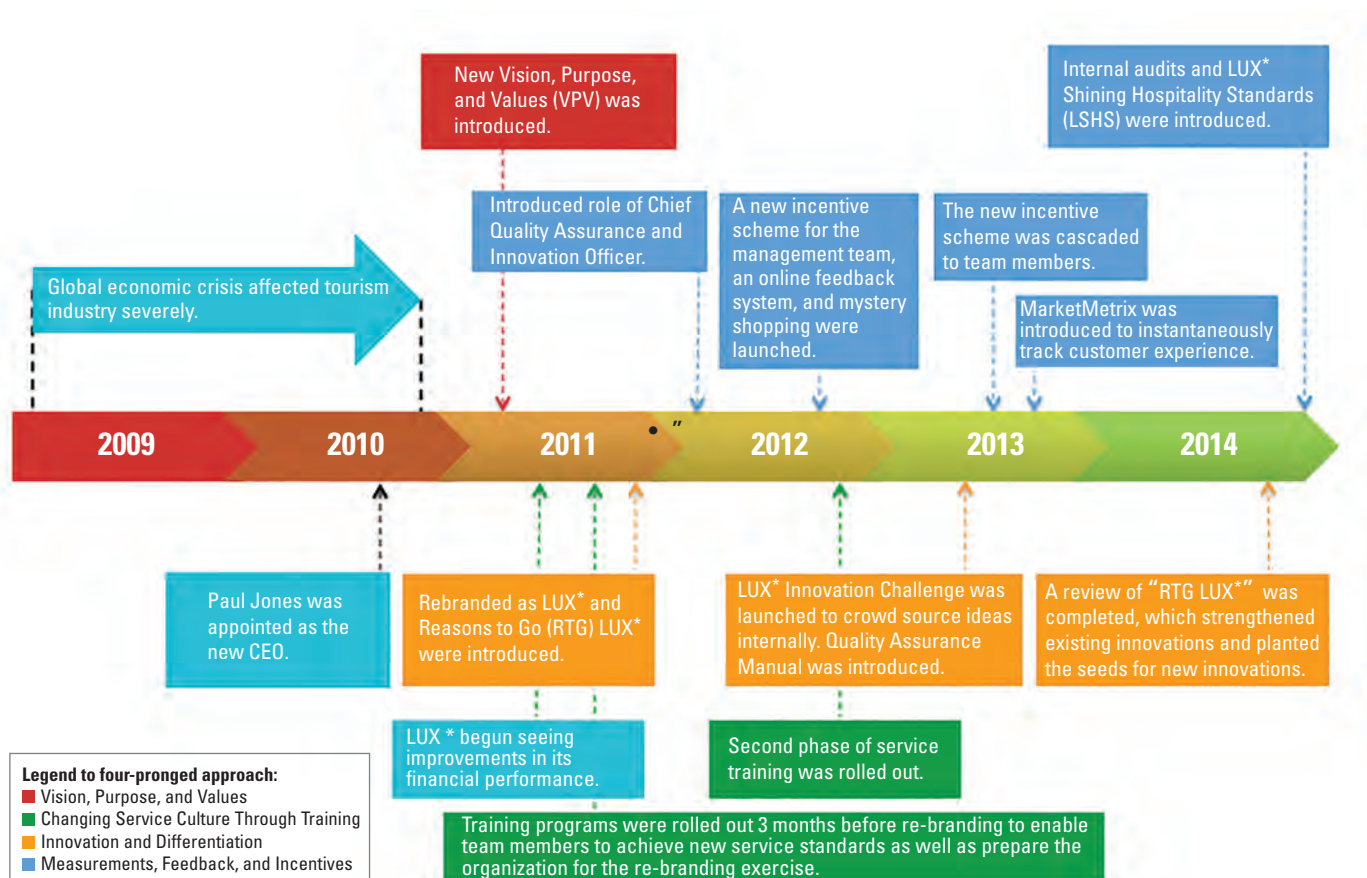 New Vision, Purpose,
and Values (VPV) was
introduced.
Internal audits and LUX*
Shining Hospitality Standards
(LSHS) were introduced.
Introduced role of Chief
Quality Assurance and
Innovation Officer.
A new incentive
scheme for the
management team,
an online feedback
system, and mystery
shopping were
launched.
The new incentive
scheme was cascaded
to team members.
MarketMetrix was
introduced to instantaneously
track customer experience.
Global economic crisis affected tourism
industry severely.
2009
2010
2011
• "
2012
2013
2014
Paul Jones was
appointed as the
new CEO.
Rebranded as LUX* and
Reasons to Go (RTG) LUX*
were introduced.
LUX* Innovation Challenge was
launched to crowd source ideas
internally. Quality Assurance
Manual was introduced.
A review of “RTG LUX*” was
completed, which strengthened
existing innovations and planted
the seeds for new innovations.
LUX * begun seeing
improvements in its
financial performance.
Second phase of service
training was rolled out.
Training programs were rolled out 3 months before re-branding to enable
team members to achieve new service standards as well as prepare the
organization for the re-branding exercise.
Legend to four-pronged approach:
Vision, Purpose, and Values
Changing Service Culture Through Training
Innovation and Differentiation
Measurements, Feedback, and Incentives